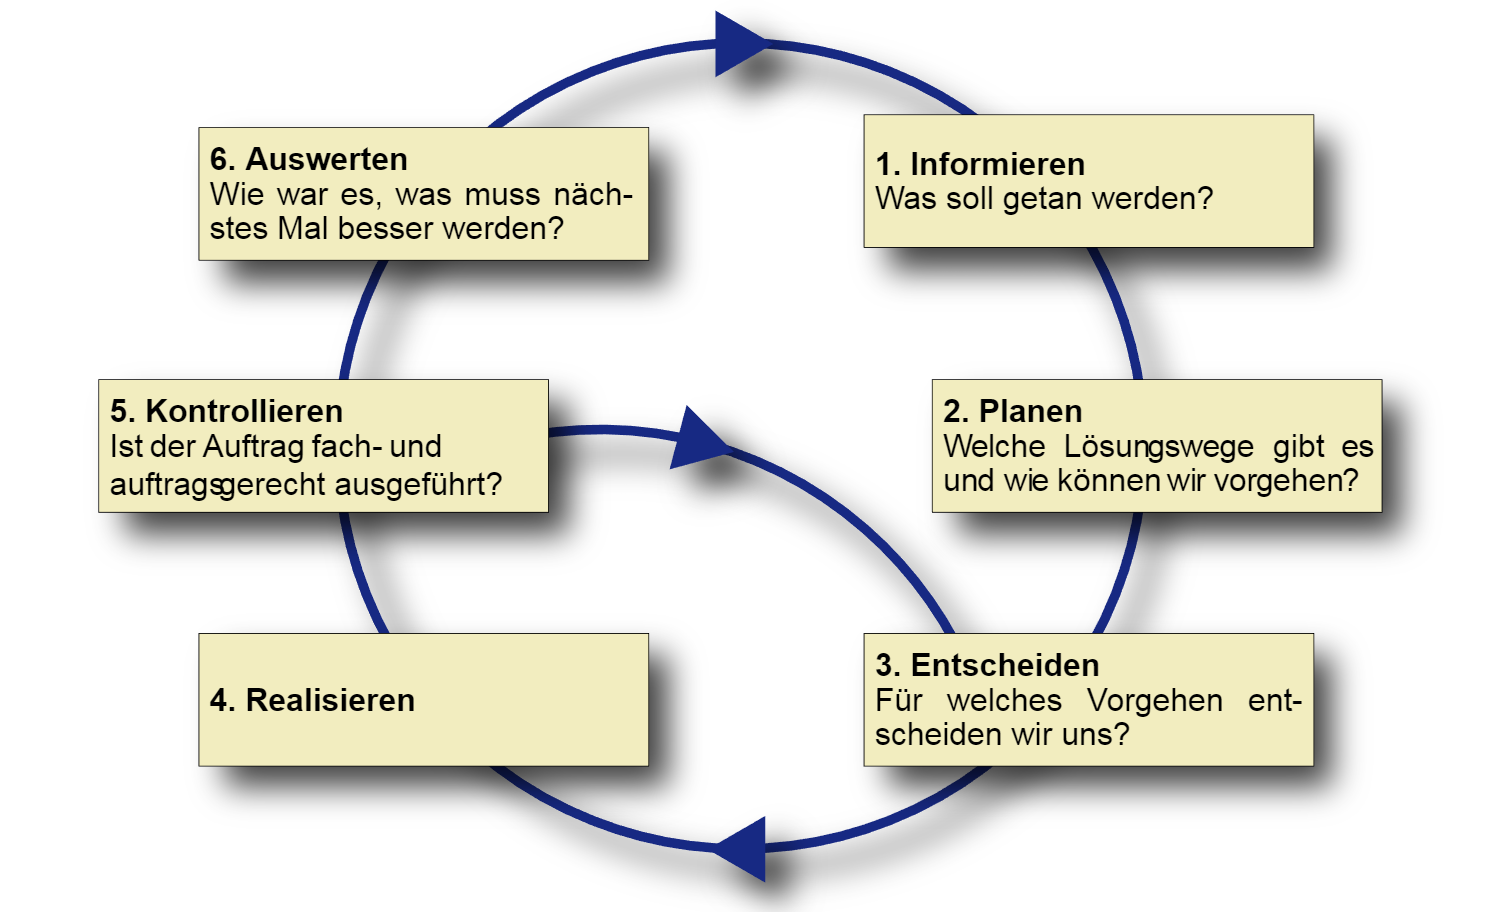 1. Informieren
Was soll getan werden?
2. Planen
Welche Lösungswege gibt es
und wie können wir vorgehen?
3. Entscheiden
Für welches Vorgehen ent-
scheiden wir uns?
4. Realisieren
5. Kontrollieren
Ist der Auftrag fach- und
auftragsgerecht ausgeführt?
6. Auswerten
Wie war es, was muss näch-
stes Mal besser werden?